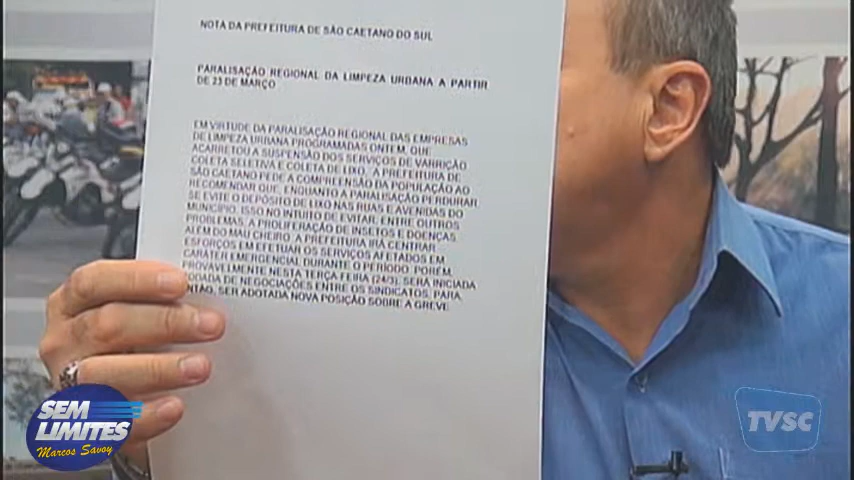 NOTA DA PREFEITURA DE SÃO CAETANO DO SUL
PARALISAÇÃO REGIONAL DA LIMPEZA URBANA A PARTIR
DE 23 DE MARÇO
EM VIRTUDE DA PARALISAÇÃO REGIONAL DAS EMPRESAS
DE LIMPEZA URBANA PROGRAMADAS ONTEM, QUE
ACARRETOU A SUSPENSÃO DOS SERVIÇOS DE VARRIÇÃO
COLETA SELETIVA E COLETA DE LIXO, A PREFEITURA DE
SÃO CAETANO PEDE A COMPREENSÃO DA POPULAÇÃO AO
RECOMENDAR QUE, ENQUANTO A PARALISAÇÃO PERDURAR
SE EVITE O DEPÓSITO DE LIXO NAS RUAS E AVENIDAS DO
MUNICÍPIO, ISSO NO INTUITO DE EVITAR, ENTRE OUTROS
PROBLEMAS, A PROLIFERAÇÃO DE INSETOS E DOENÇAS
ALÉM DO MAU CHEIRO. A PREFEITURA IRÁ CENTRAR
ESFORÇOS EM EFETUAR OS SERVIÇOS AFETADOS EM
CARÁTER EMERGENCIAL DURANTE O PERÍODO. PORÉM,
PROVAVELMENTE NESTA TERÇA FEIRA (24/3), SERÁ INICIADA
RODADA DE NEGOCIAÇÕES ENTRE OS SINDICATOS, PARA,
ENTÃO, SER ADOTADA NOVA POSIÇÃO SOBRE A GREVE
SEM
LIMITES
Marcos Savoy
TVSC